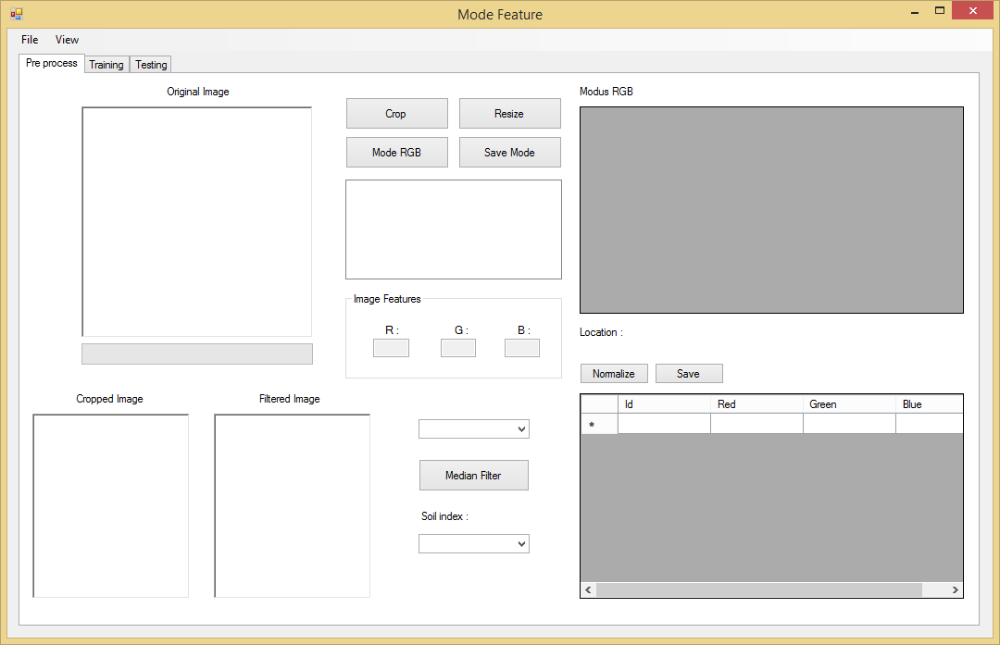 Mode Feature
File View
Pre process Training Testing
Original Image
Crop Resize
Mode RGB Save Mode
Modus RGB
Image Features
R : G : B :
Location :
Normalize Save
Cropped Image Filtered Image
Median Filter
Soil index :
Id Red Green Blue
*